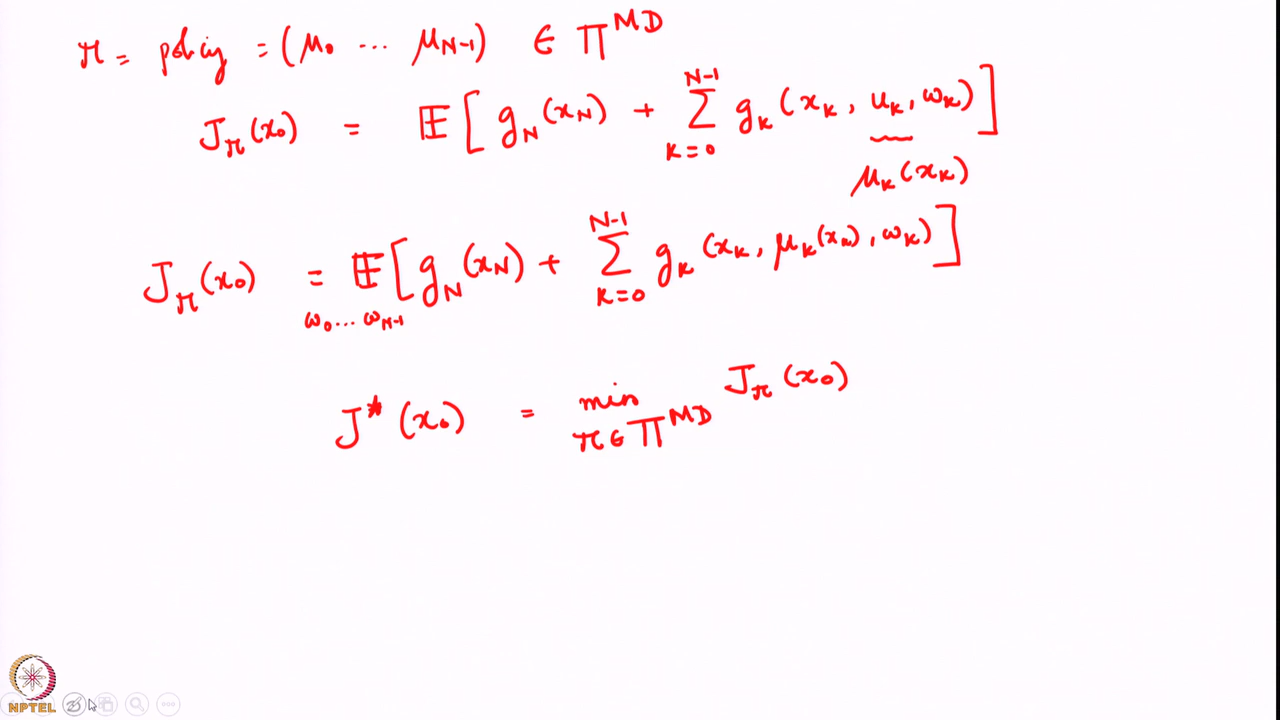 π = policy = (μ₀ ... μ_{N-1}) ∈ Π^{MD}
J_π(x₀) = 𝔼[g_N(x_N) + ∑_{k=0}^{N-1} g_k(x_k, u_k, ω_k)]
μ_k(x_k)
J_π(x₀) = 𝔼_{ω₀...ω_{N-1}}[g_N(x_N) + ∑_{k=0}^{N-1} g_k(x_k, μ_k(x_k), ω_k)]
J*(x₀) = min_{π∈Π^{MD}} J_π(x₀)
NPTEL